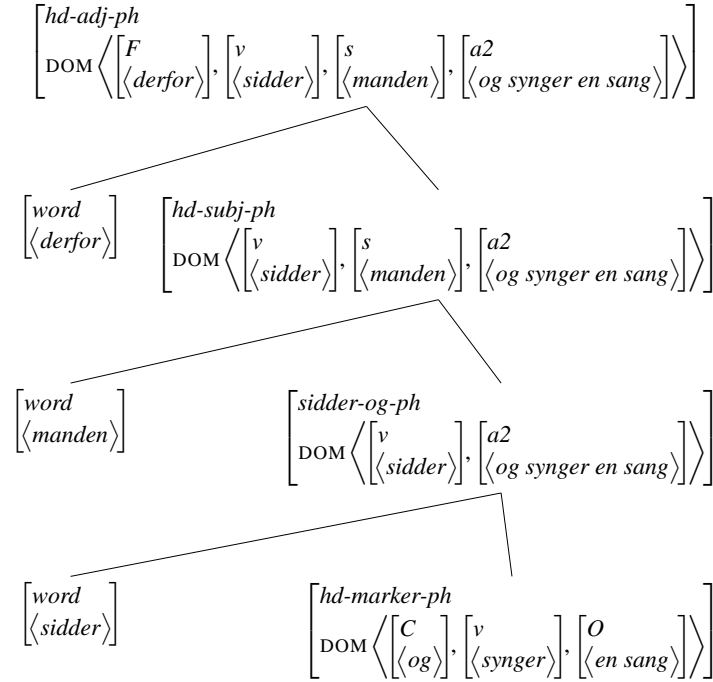 hd-adj-ph
DOM ⟨[F ⟨derfor⟩], [v ⟨sidder⟩], [s ⟨manden⟩], [a2 ⟨og synger en sang⟩]⟩
word
⟨derfor⟩
hd-subj-ph
DOM ⟨[v ⟨sidder⟩], [s ⟨manden⟩], [a2 ⟨og synger en sang⟩]⟩
word
⟨manden⟩
sidder-og-ph
DOM ⟨[v ⟨sidder⟩], [a2 ⟨og synger en sang⟩]⟩
word
⟨sidder⟩
hd-marker-ph
DOM ⟨[C ⟨og⟩], [v ⟨synger⟩], [O ⟨en sang⟩]⟩